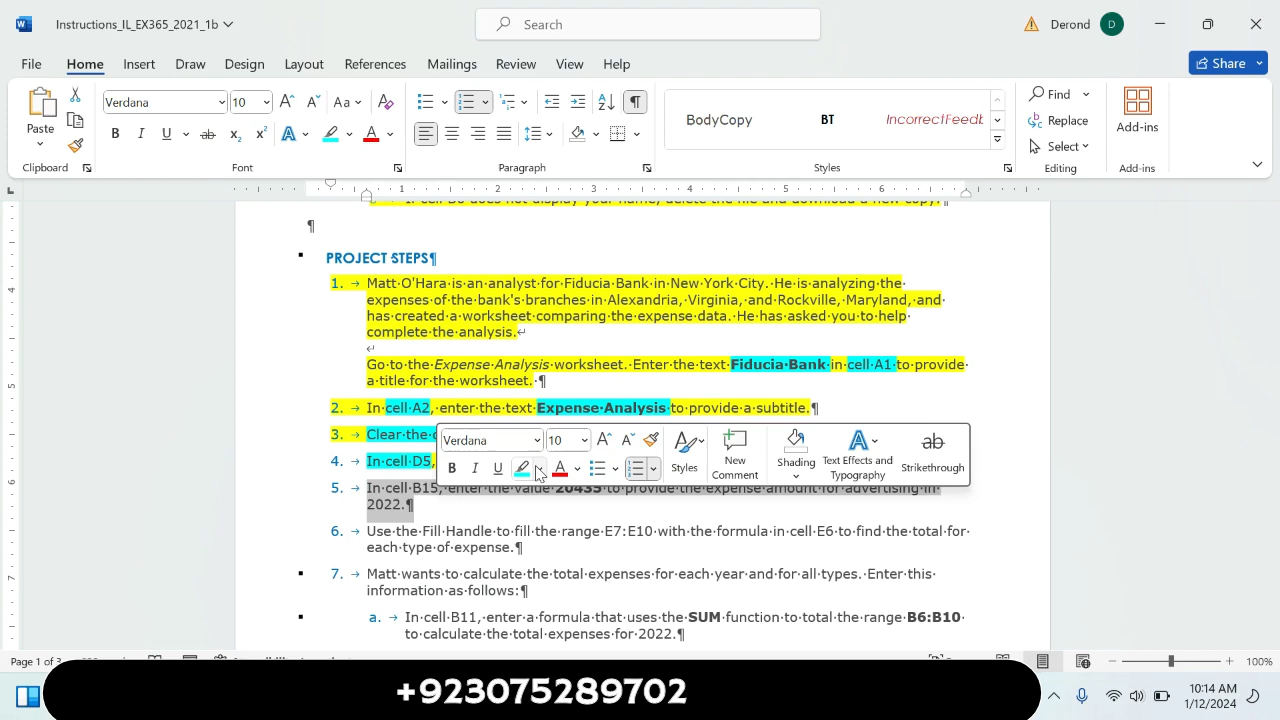 Instructions_IL_EX365_2021_1b
Search
Derond
D
File Home Insert Draw Design Layout References Mailings Review View Help
Share
Paste
Verdana
10
BodyCopy
BT
IncorrectFeedb
Find
Replace
Select
Add-ins
Clipboard
Font
Paragraph
Styles
Editing
Add-ins
1 2 3 4 5 6
PROJECT STEPS¶
1. → Matt·O'Hara·is·an·analyst·for·Fiducia·Bank·in·New·York·City.·He·is·analyzing·the·
expenses·of·the·bank's·branches·in·Alexandria,·Virginia,·and·Rockville,·Maryland,·and·
has·created·a·worksheet·comparing·the·expense·data.·He·has·asked·you·to·help·
complete·the·analysis.↵
↵
Go·to·the·Expense·Analysis·worksheet.·Enter·the·text·Fiducia·Bank·in·cell·A1·to·provide·
a·title·for·the·worksheet.·¶
2. → In·cell·A2,·enter·the·text·Expense·Analysis·to·provide·a·subtitle.¶
3. → Clear·the·
Verdana
10
Styles
New Comment
Shading
Text Effects and Typography
Strikethrough
4. → In·cell·D5,
5. → In·cell·B15,·enter·the·value·20435·to·provide·the·expense·amount·for·advertising·in·
2022.¶
6. → Use·the·Fill·Handle·to·fill·the·range·E7:E10·with·the·formula·in·cell·E6·to·find·the·total·for·
each·type·of·expense.¶
7. → Matt·wants·to·calculate·the·total·expenses·for·each·year·and·for·all·types.·Enter·this·
information·as·follows:¶
a. → In·cell·B11,·enter·a·formula·that·uses·the·SUM·function·to·total·the·range·B6:B10·
to·calculate·the·total·expenses·for·2022.¶
Page 1 of 3
100%
+923075289702
10:14 AM
1/12/2024